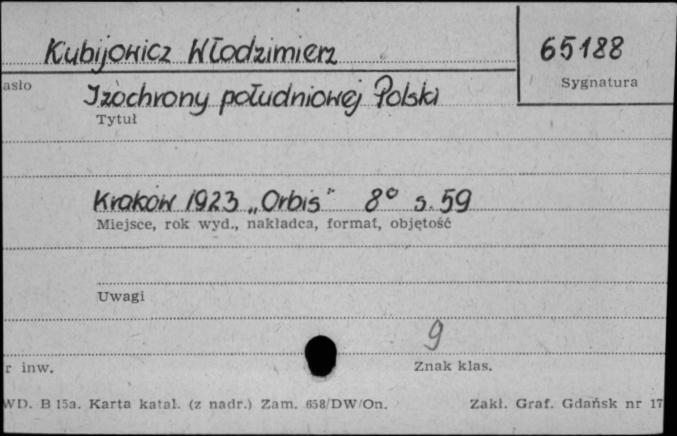 Kubijowicz Włodzimierz
65188
asło
Sygnatura
Izochrony południowej Polski
Tytuł
Kraków 1923 „Orbis" 8° s. 59
Miejsce, rok wyd., nakładca, format, objętość
Uwagi
9
r inw.
Znak klas.
WD. B 15a. Karta katal. (z nadr.) Zam. 658/DW/On.
Zakł. Graf. Gdańsk nr 17